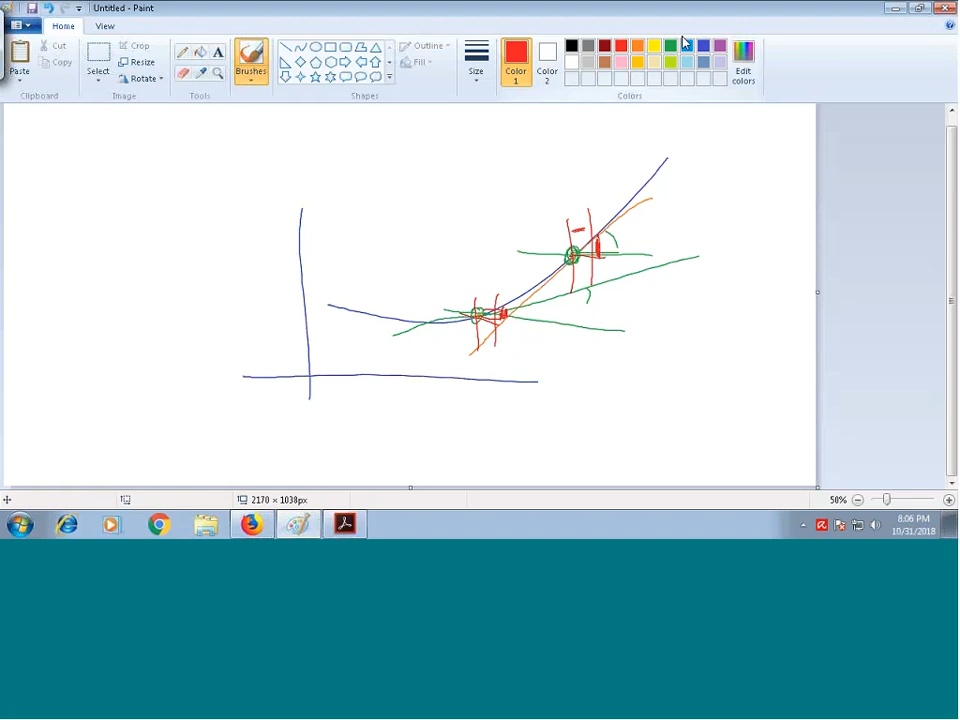 Untitled - Paint
Home View
Paste
Cut
Copy
Clipboard
Select
Crop
Resize
Rotate
Image
Tools
Brushes
Outline
Fill
Shapes
Size
Color 1
Color 2
Edit colors
Colors
2170 × 1038px
50%
8:06 PM
10/31/2018